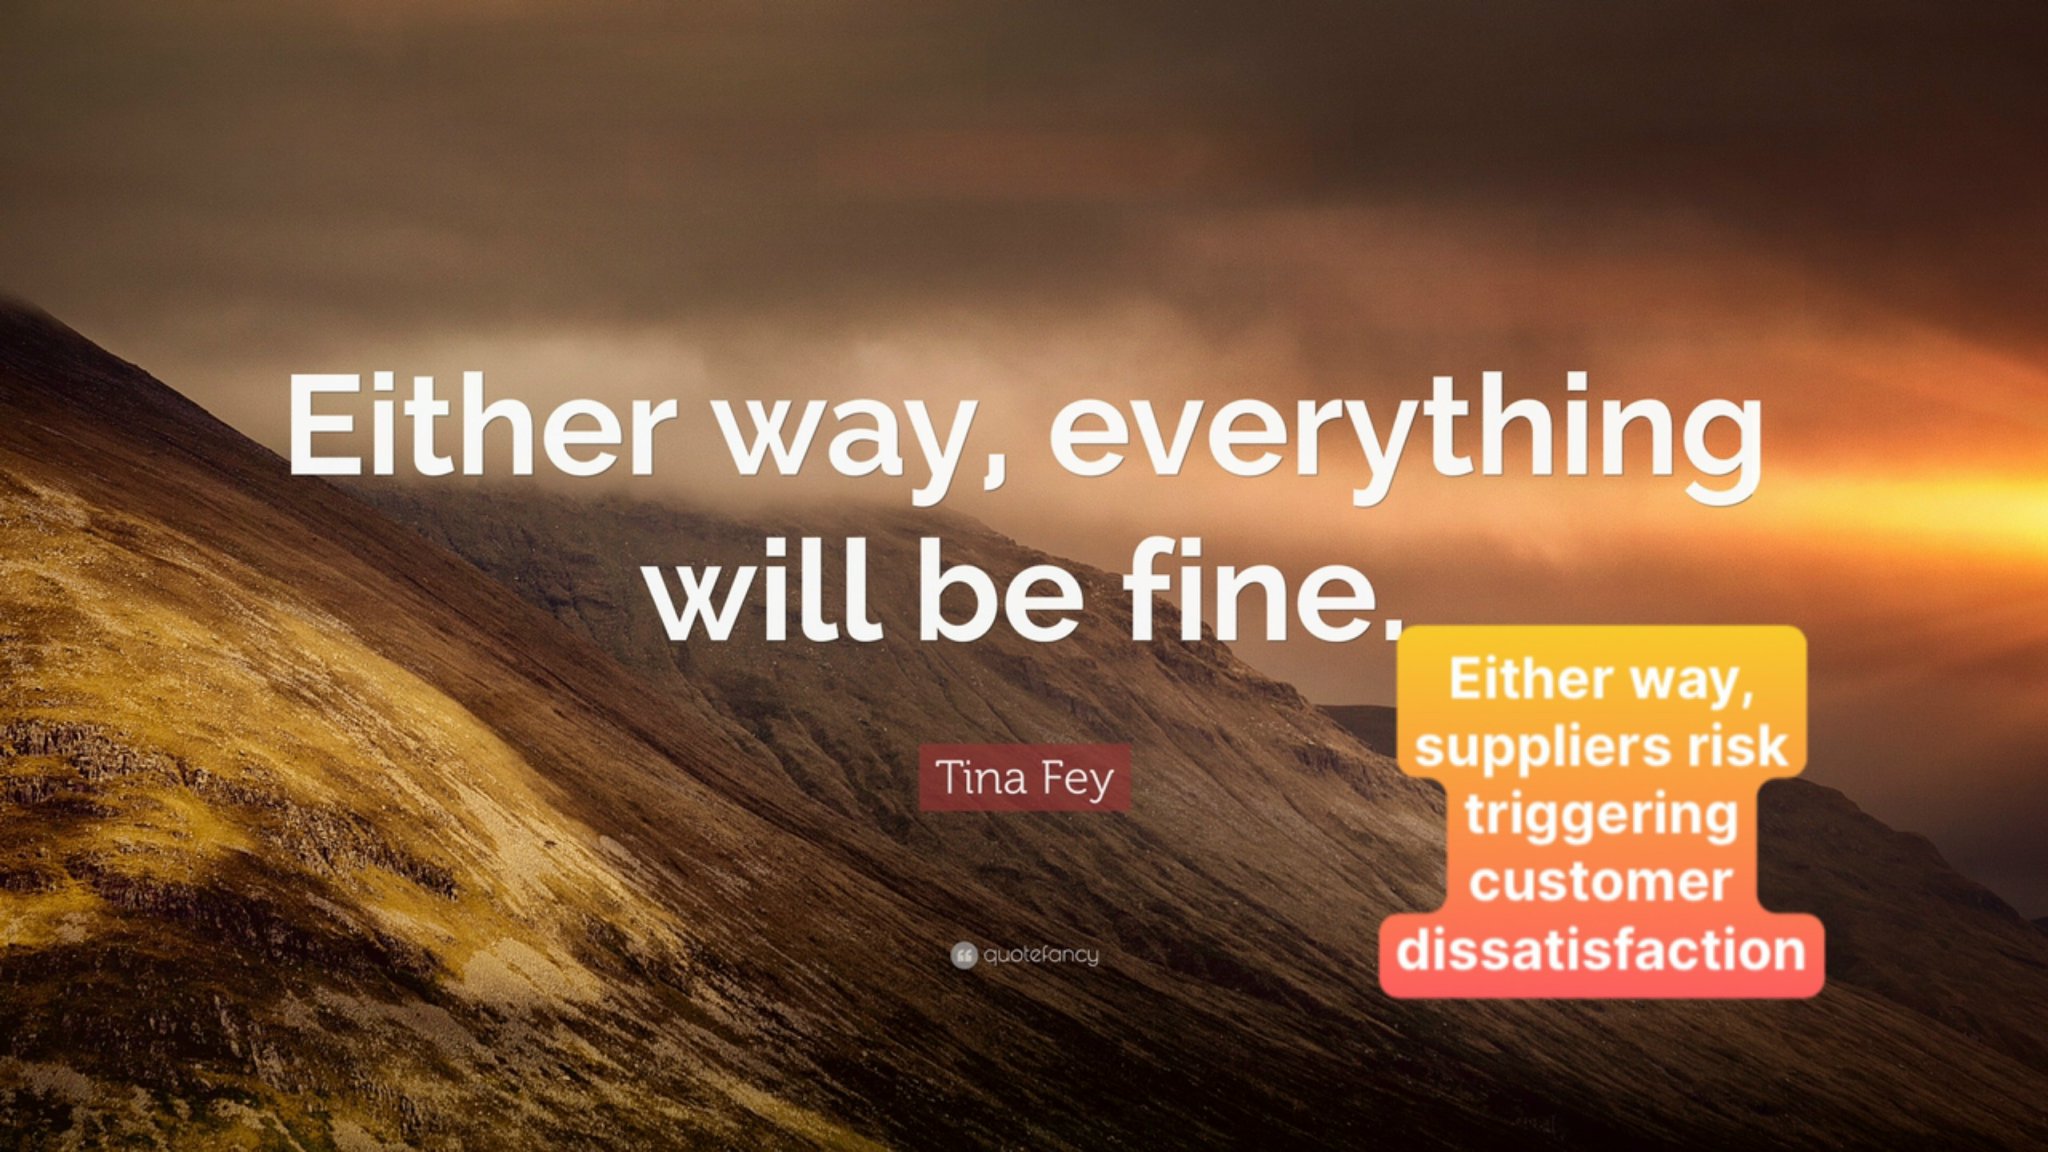 Either way, everything
will be fine.
Either way,
suppliers risk
triggering
customer
dissatisfaction
Tina Fey
quotefancy